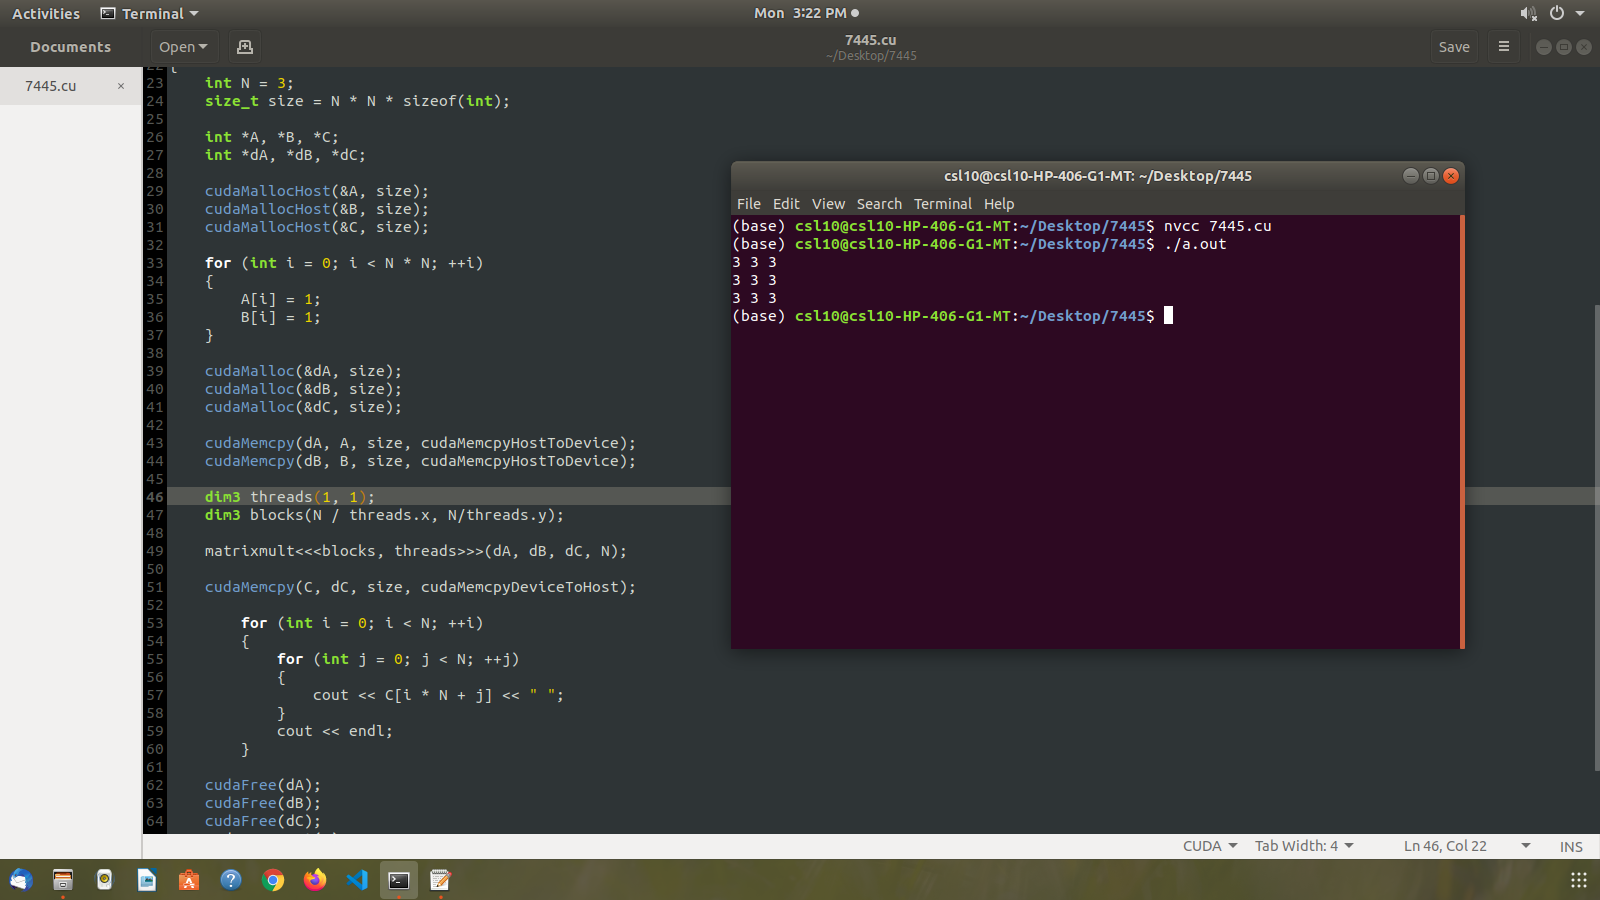 Activities Terminal Mon 3:22 PM
Documents Open 7445.cu Save
~/Desktop/7445
7445.cu ×
22 {
23 int N = 3;
24 size_t size = N * N * sizeof(int);
25
26 int *A, *B, *C;
27 int *dA, *dB, *dC;
28
29 cudaMallocHost(&A, size);
30 cudaMallocHost(&B, size);
31 cudaMallocHost(&C, size);
32
33 for (int i = 0; i < N * N; ++i)
34 {
35 A[i] = 1;
36 B[i] = 1;
37 }
38
39 cudaMalloc(&dA, size);
40 cudaMalloc(&dB, size);
41 cudaMalloc(&dC, size);
42
43 cudaMemcpy(dA, A, size, cudaMemcpyHostToDevice);
44 cudaMemcpy(dB, B, size, cudaMemcpyHostToDevice);
45
46 dim3 threads(1, 1);
47 dim3 blocks(N / threads.x, N/threads.y);
48
49 matrixmult<<<blocks, threads>>>(dA, dB, dC, N);
50
51 cudaMemcpy(C, dC, size, cudaMemcpyDeviceToHost);
52
53 for (int i = 0; i < N; ++i)
54 {
55 for (int j = 0; j < N; ++j)
56 {
57 cout << C[i * N + j] << " ";
58 }
59 cout << endl;
60 }
61
62 cudaFree(dA);
63 cudaFree(dB);
64 cudaFree(dC);
csl10@csl10-HP-406-G1-MT: ~/Desktop/7445
File Edit View Search Terminal Help
(base) csl10@csl10-HP-406-G1-MT:~/Desktop/7445$ nvcc 7445.cu
(base) csl10@csl10-HP-406-G1-MT:~/Desktop/7445$ ./a.out
3 3 3
3 3 3
3 3 3
(base) csl10@csl10-HP-406-G1-MT:~/Desktop/7445$
CUDA Tab Width: 4 Ln 46, Col 22 INS